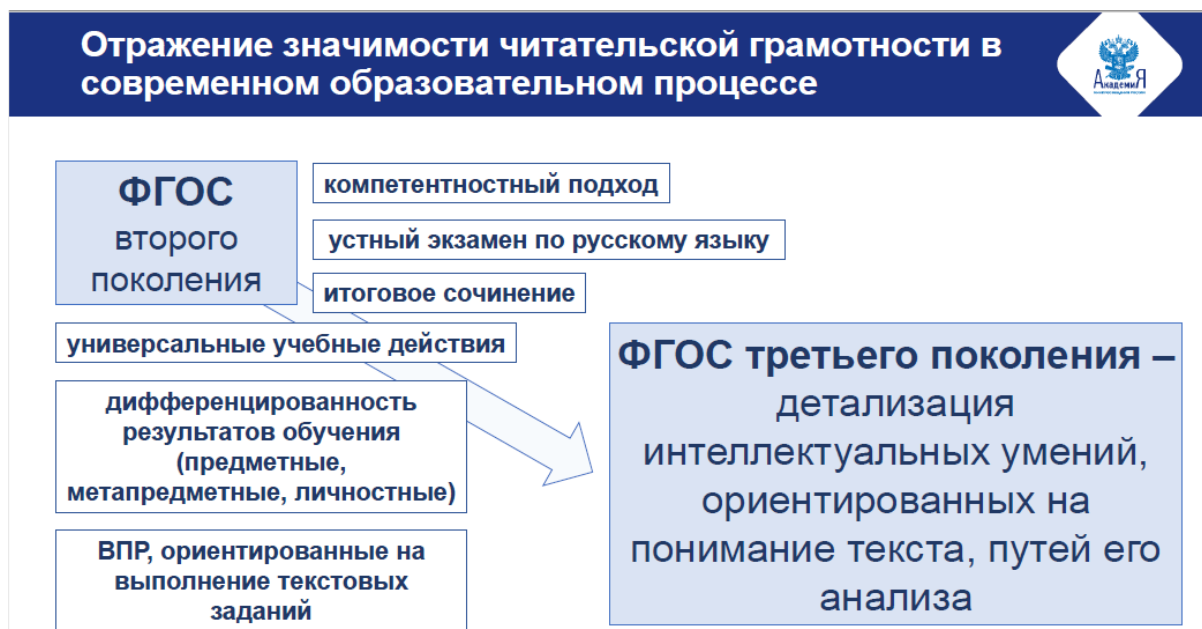 Отражение значимости читательской грамотности в
современном образовательном процессе
АкадемиЯ
ФГОС
второго
поколения
компетентностный подход
устный экзамен по русскому языку
итоговое сочинение
универсальные учебные действия
дифференцированность
результатов обучения
(предметные,
метапредметные, личностные)
ВПР, ориентированные на
выполнение текстовых
заданий
ФГОС третьего поколения –
детализация
интеллектуальных умений,
ориентированных на
понимание текста, путей его
анализа